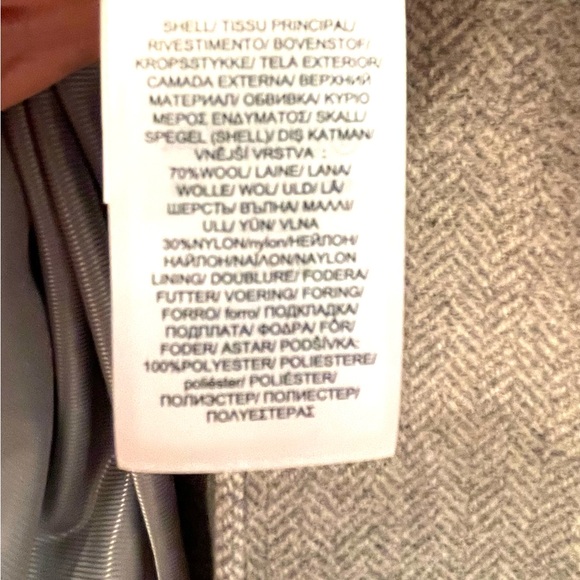 SHELL/ TISSU PRINCIPAL/
RIVESTIMENTO/ BOVENSTOF/
KROPSSTYKKE/ TELA EXTERIOR/
CAMADA EXTERNA/ ВЕРХНИЙ
МАТЕРИАЛ/ ОБВИВКА/ ΚΥΡΙΟ
ΜΕΡΟΣ ΕΝΔΥΜΑΤΟΣ/ SKALL/
SPEGEL (SHELL)/ DIŞ KATMAN/
VNĚJŠÍ VRSTVA :
70%WOOL/ LAINE/ LANA/
WOLLE/ WOL/ ULD/ LÃ/
ШЕРСТЬ/ ВЪЛНА/ ΜΑΛΛΙ/
ULL/ YÜN/ VLNA
30%NYLON/nylon/НЕЙЛОН/
НАЙЛОН/ΝΑΪΛΟΝ/NAYLON
LINING/ DOUBLURE/ FODERA/
FUTTER/ VOERING/ FORING/
FORRO/ forro/ ПОДКЛАДКА/
ПОДПЛАТА/ ΦΟΔΡΑ/ FÔR/
FODER/ ASTAR/ PODŠÍVKA:
100%POLYESTER/ POLIESTERE/
poliéster/ POLIÉSTER/
ПОЛИЭСТЕР/ ПОЛИЕСТЕР/
ΠΟΛΥΕΣΤΕΡΑΣ